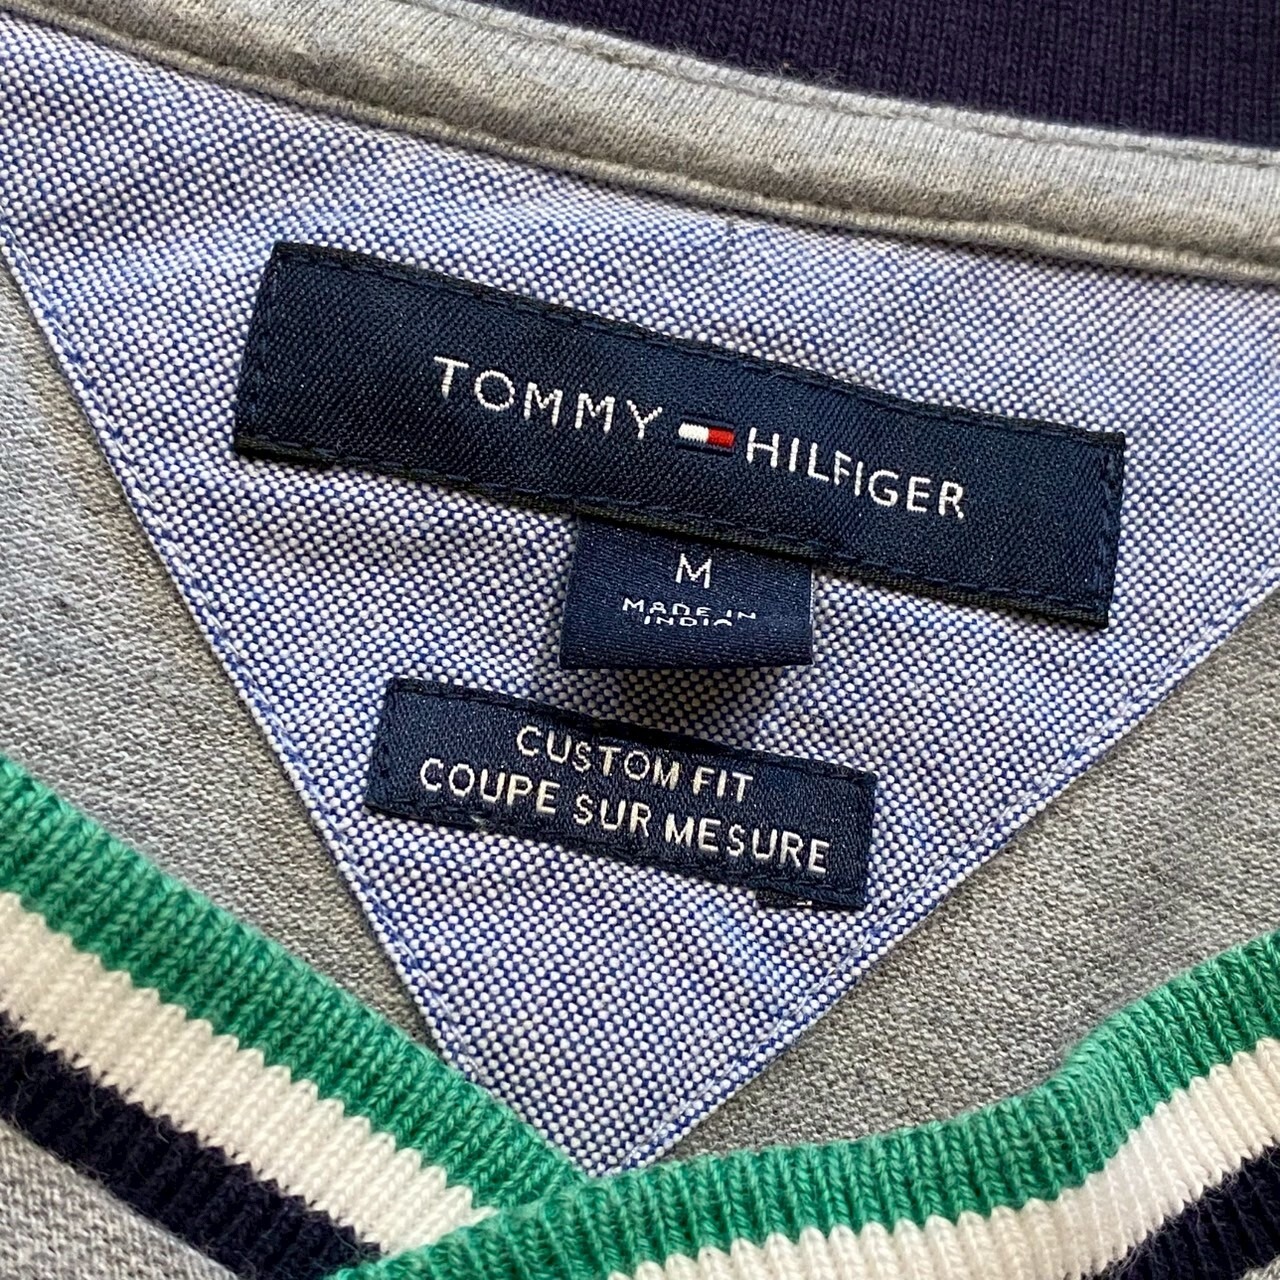 TOMMY HILFIGER
M
MADE IN
INDIA
CUSTOM FIT
COUPE SUR MESURE